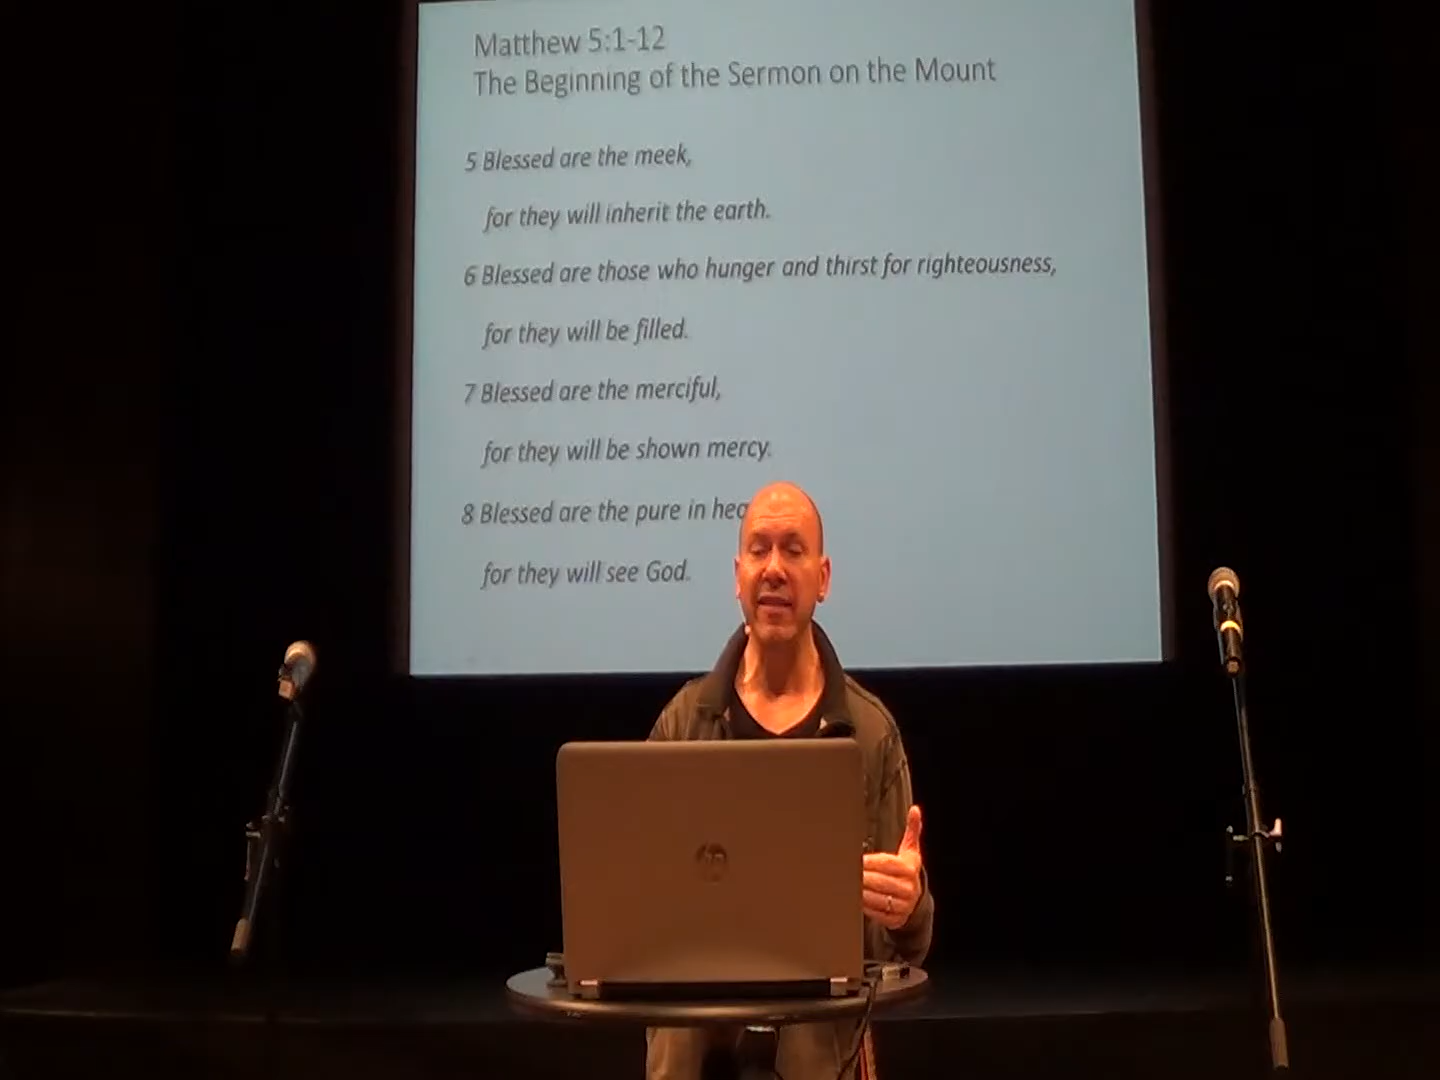 Matthew 5:1-12
The Beginning of the Sermon on the Mount
5 Blessed are the meek,
for they will inherit the earth.
6 Blessed are those who hunger and thirst for righteousness,
for they will be filled.
7 Blessed are the merciful,
for they will be shown mercy.
8 Blessed are the pure in
for they will see God.
hp